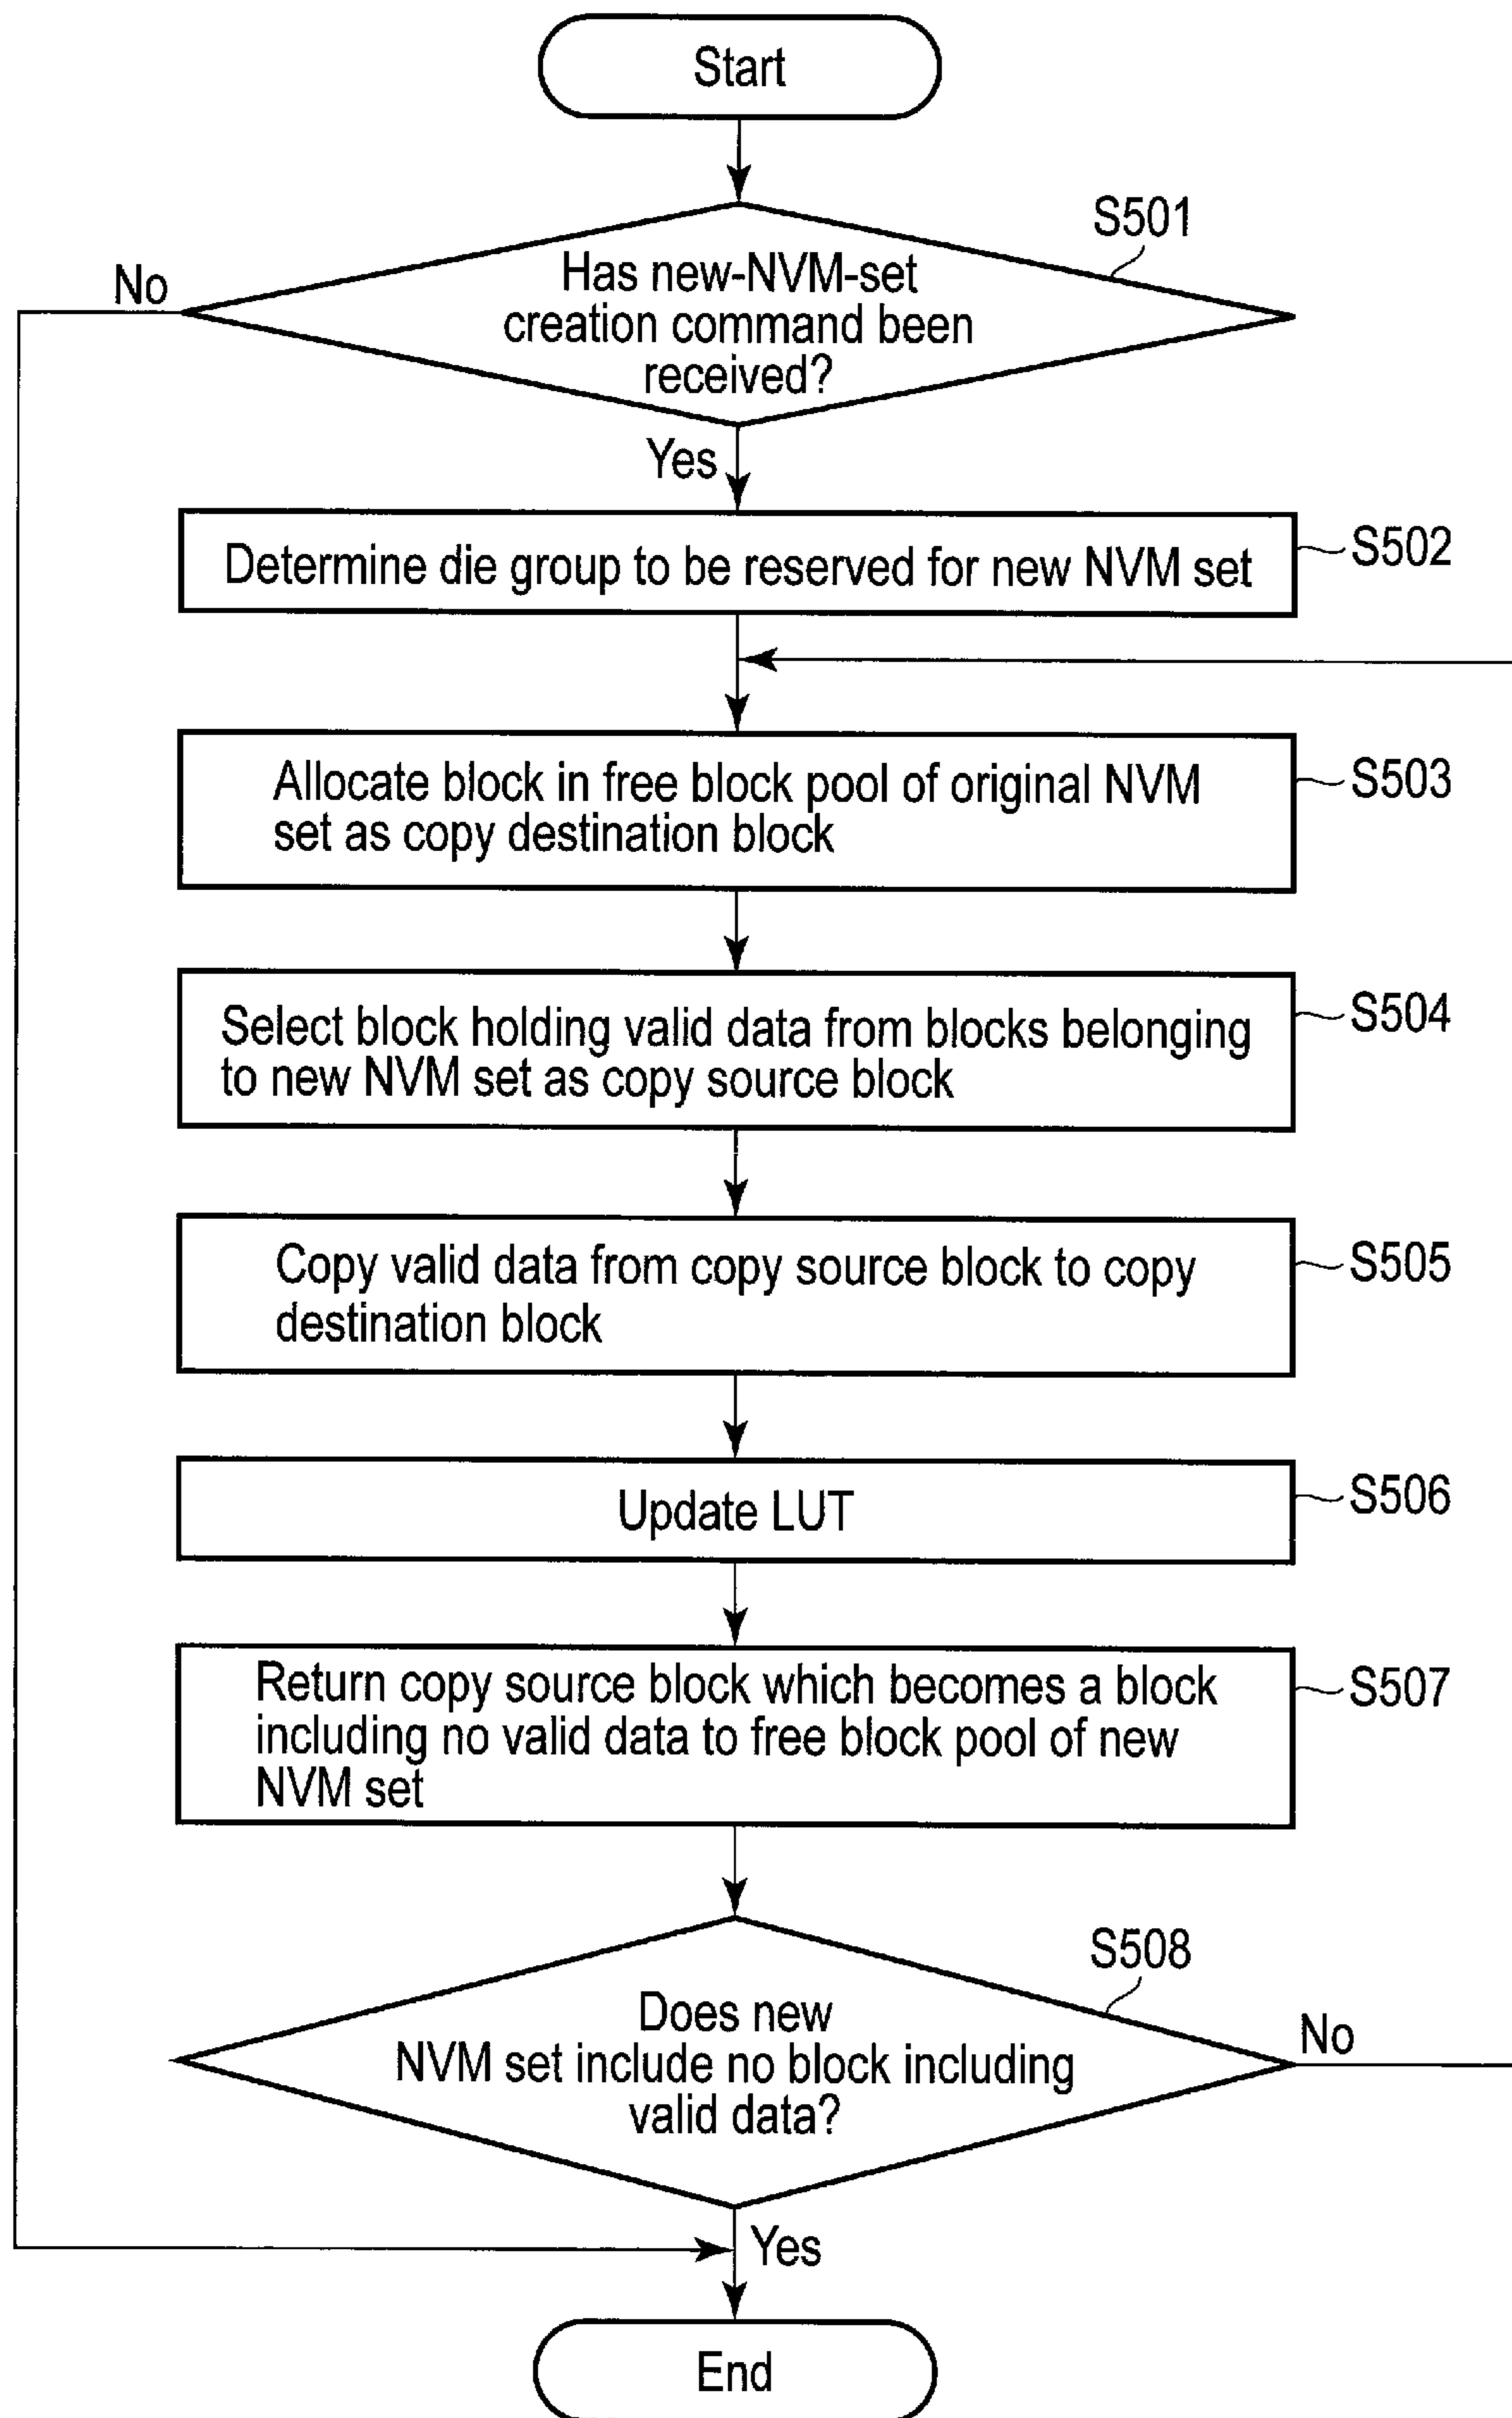 Start
S501
No
Has new-NVM-set
creation command been
received?
Yes
Determine die group to be reserved for new NVM set
S502
Allocate block in free block pool of original NVM
set as copy destination block
S503
Select block holding valid data from blocks belonging
to new NVM set as copy source block
S504
Copy valid data from copy source block to copy
destination block
S505
Update LUT
S506
Return copy source block which becomes a block
including no valid data to free block pool of new
NVM set
S507
S508
Does new
NVM set include no block including
valid data?
No
Yes
End